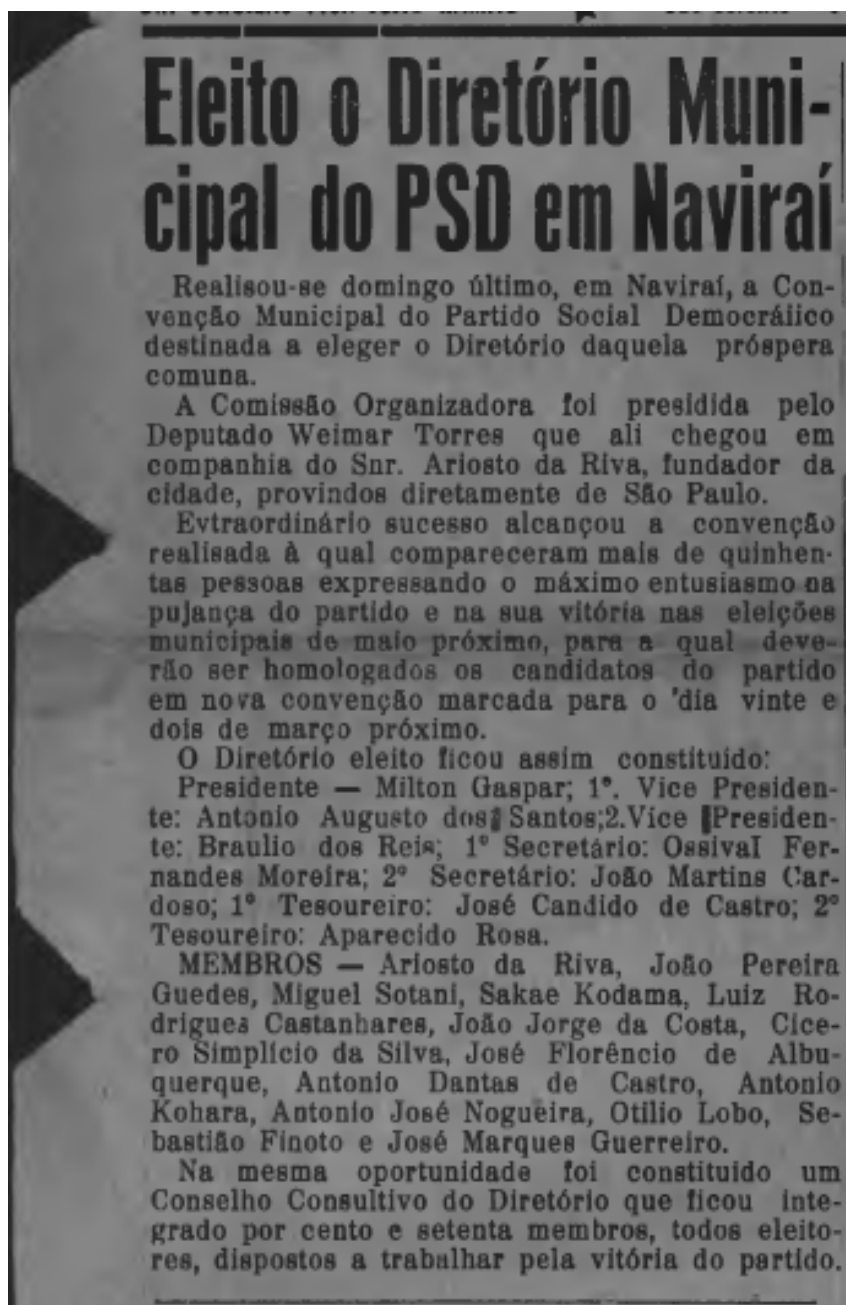 Eleito o Diretório Muni-
cipal do PSD em Naviraí
Realisou-se domingo último, em Naviraí, a Con-
venção Municipal do Partido Social Democráiico
destinada a eleger o Diretório daquela próspera
comuna.
A Comissão Organizadora foi presidida pelo
Deputado Weimar Torres que ali chegou em
companhia do Snr. Ariosto da Riva, fundador da
cidade, provindos diretamente de São Paulo.
Evtraordinário sucesso alcançou a convenção
realisada à qual compareceram mais de quinhen-
tas pessoas expressando o máximo entusiasmo na
pujança do partido e na sua vitória nas eleições
municipais de maio próximo, para a qual deve-
rão ser homologados os candidatos do partido
em nova convenção marcada para o 'dia vinte e
dois de março próximo.
O Diretório eleito ficou assim constituido:
Presidente — Milton Gaspar; 1º. Vice Presiden-
te: Antonio Augusto dos Santos;2.Vice Presiden-
te: Braulio dos Reis; 1º Secretário: Ossival Fer-
nandes Moreira; 2º Secretário: João Martins Car-
doso; 1º Tesoureiro: José Candido de Castro; 2º
Tesoureiro: Aparecido Rosa.
MEMBROS — Ariosto da Riva, João Pereira
Guedes, Miguel Sotani, Sakae Kodama, Luiz Ro-
drigues Castanhares, João Jorge da Costa, Cice-
ro Simplício da Silva, José Florêncio de Albu-
querque, Antonio Dantas de Castro, Antonio
Kohara, Antonio José Nogueira, Otilio Lobo, Se-
bastião Finoto e José Marques Guerreiro.
Na mesma oportunidade foi constituido um
Conselho Consultivo do Diretório que ficou inte-
grado por cento e setenta membros, todos eleito-
res, dispostos a trabalhar pela vitória do partido.